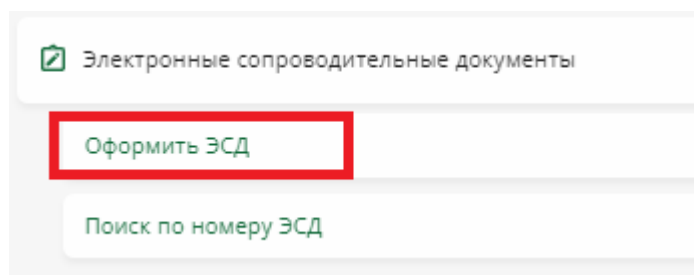 Электронные сопроводительные документы
Оформить ЭСД
Поиск по номеру ЭСД